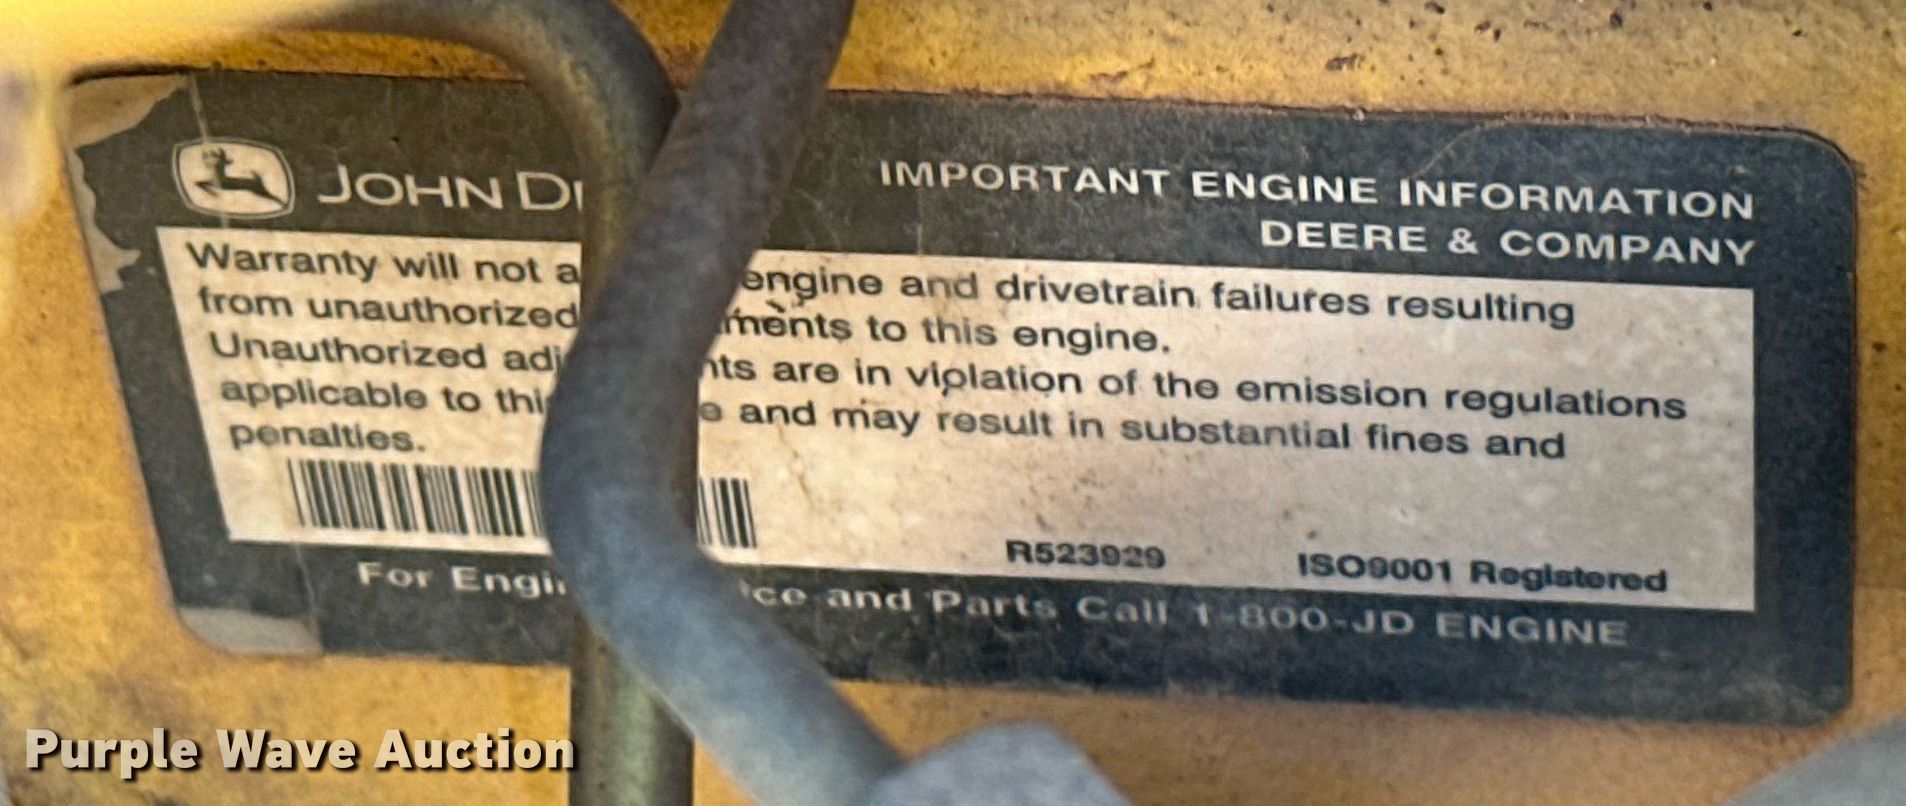 JOHN
IMPORTANT ENGINE INFORMATION
DEERE & COMPANY
Warranty will not a engine and drivetrain failures resulting
from unauthorized ments to this engine.
Unauthorized adj nts are in violation of the emission regulations
applicable to thi e and may result in substantial fines and
penalties.
R523929 ISO9001 Registered
For Engi ice and Parts Call 1-800-JD ENGINE
Purple Wave Auction